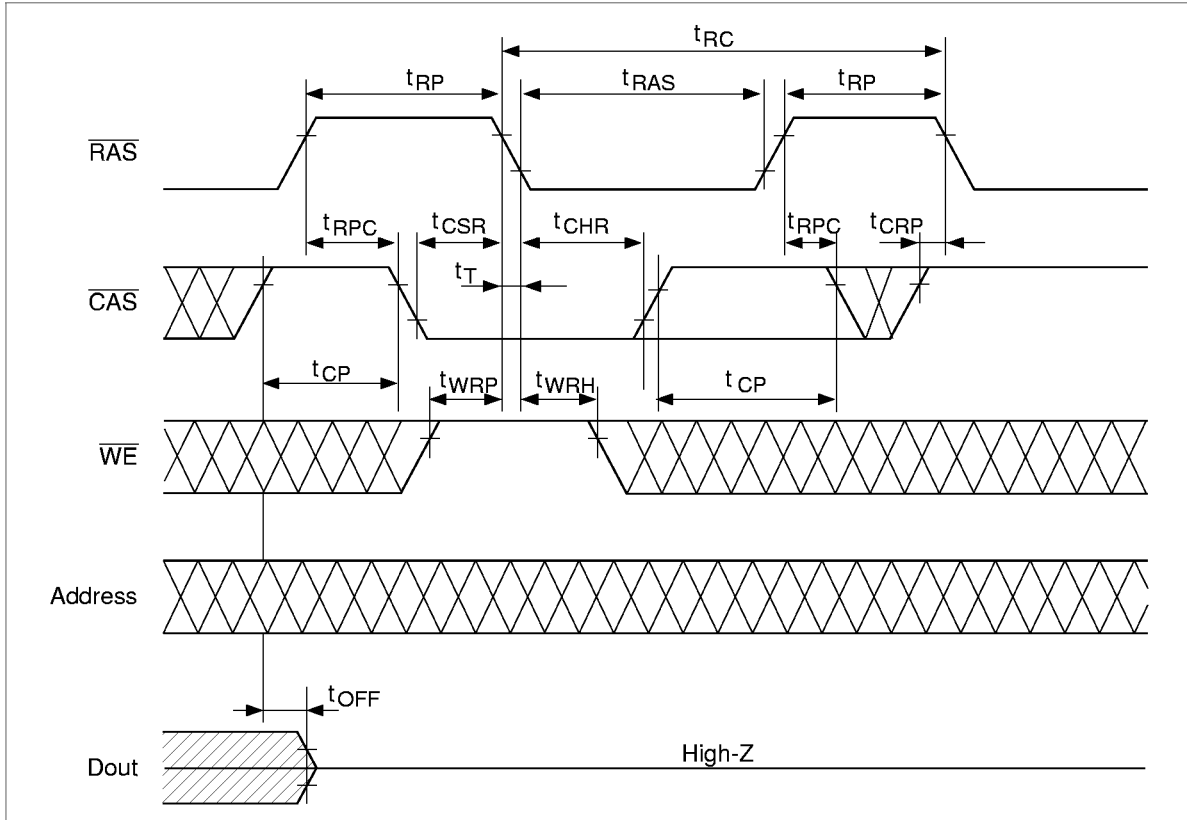 tRC
tRP tRAS tRP
RAS
tRPC tCSR tCHR tRPC tCRP
tT
CAS
tCP tWRP tWRH tCP
WE
Address
tOFF
Dout High-Z